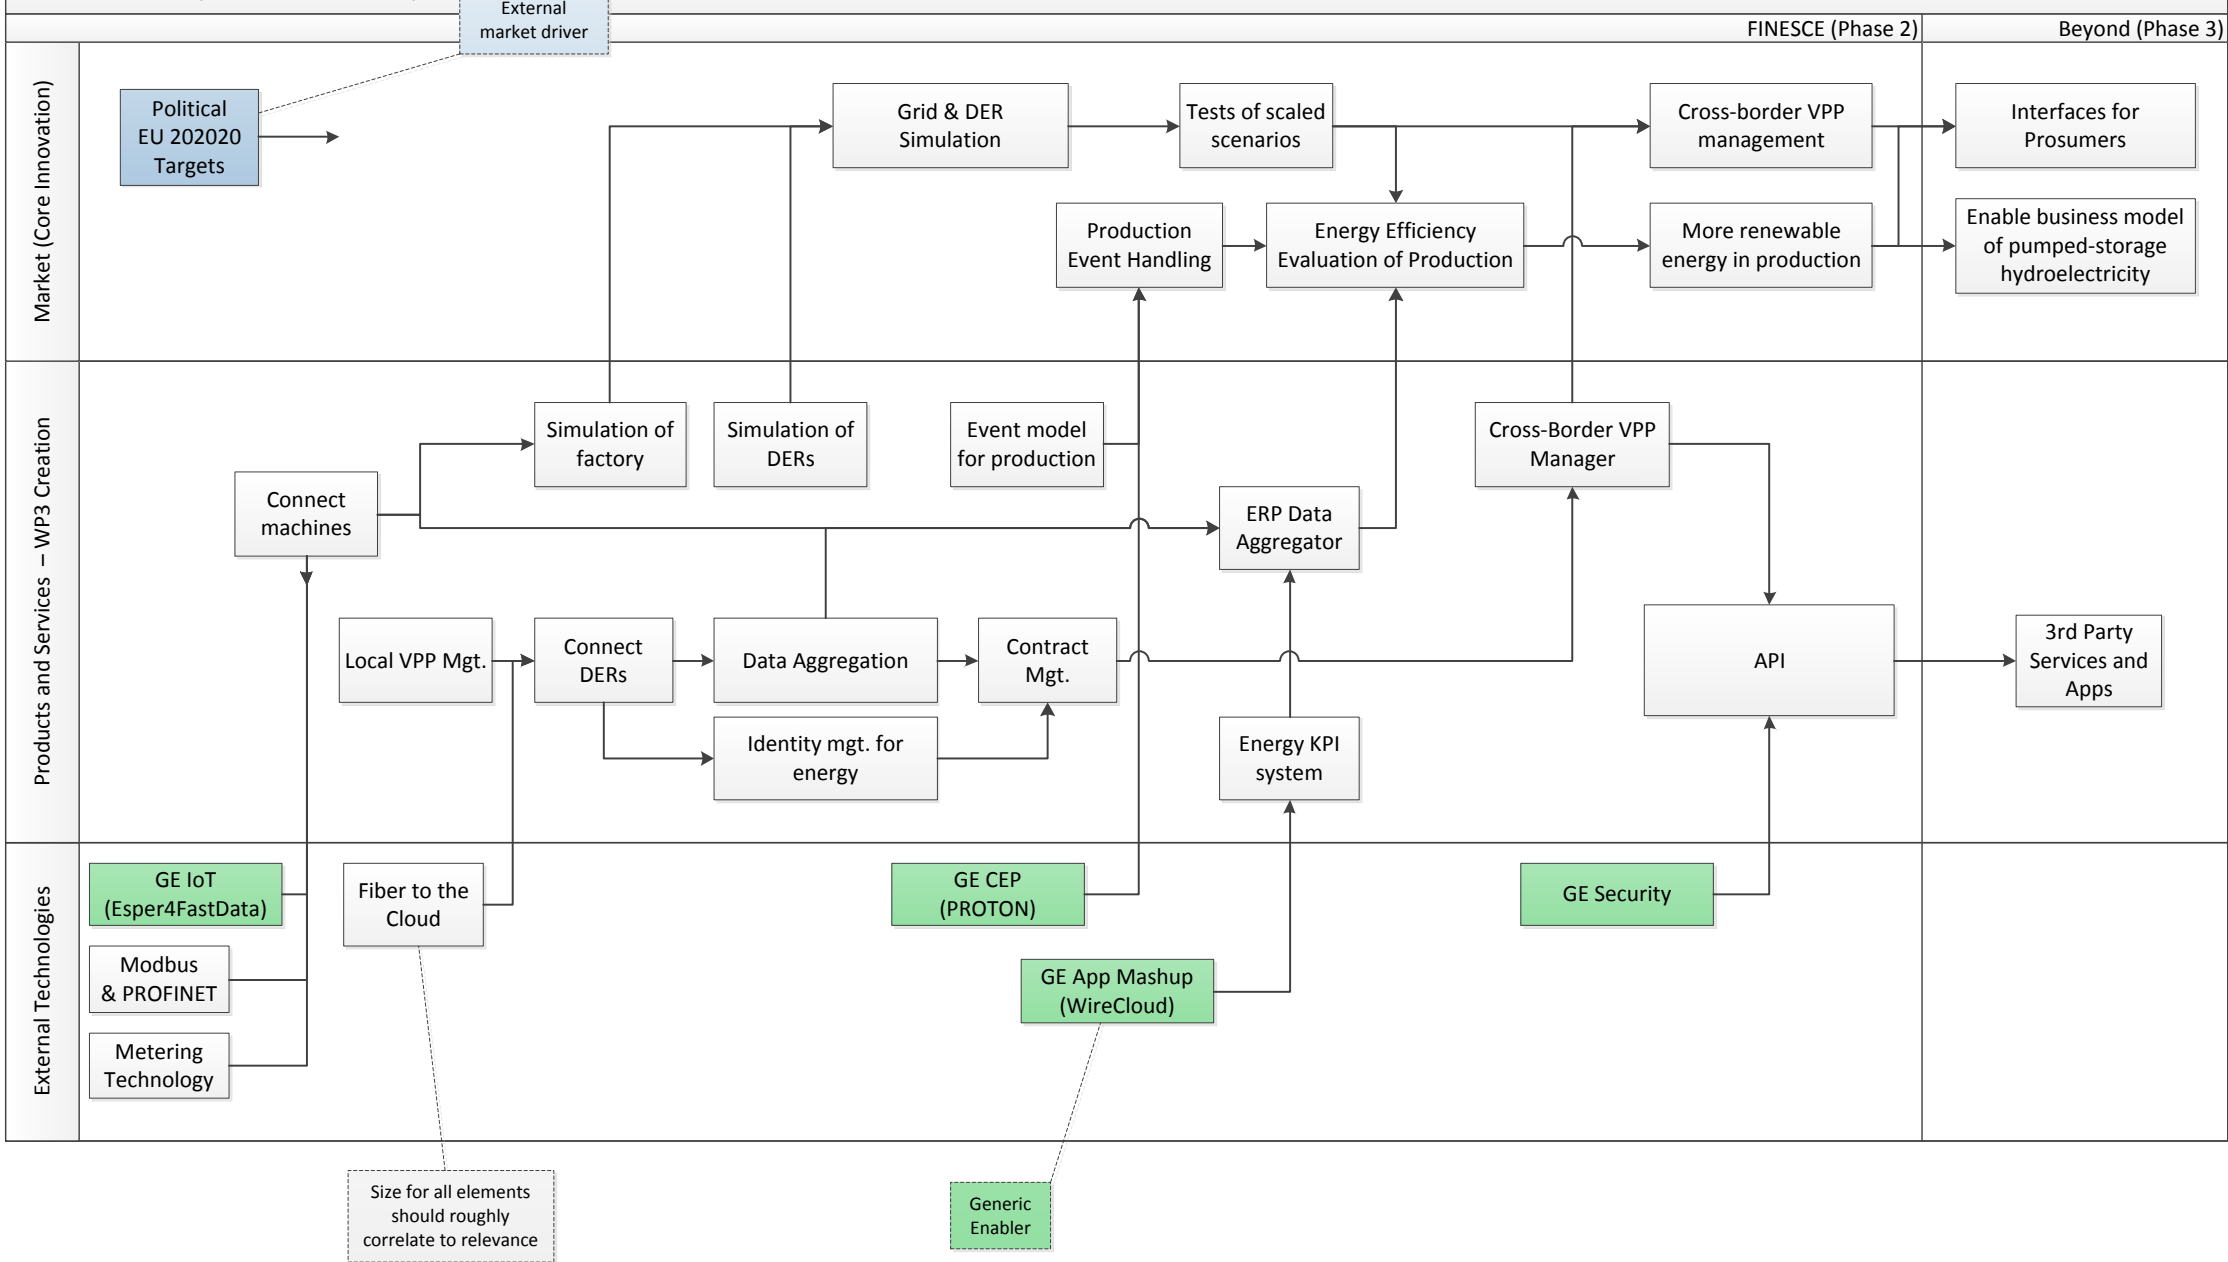 External
market driver
FINESCE (Phase 2)
Beyond (Phase 3)
Market (Core Innovation)
Political
EU 202020
Targets
Grid & DER
Simulation
Tests of scaled
scenarios
Cross-border VPP
management
Interfaces for
Prosumers
Production
Event Handling
Energy Efficiency
Evaluation of Production
More renewable
energy in production
Enable business model
of pumped-storage
hydroelectricity
Products and Services – WP3 Creation
Simulation of
factory
Simulation of
DERs
Event model
for production
Cross-Border VPP
Manager
Connect
machines
ERP Data
Aggregator
Local VPP Mgt.
Connect
DERs
Data Aggregation
Contract
Mgt.
API
3rd Party
Services and
Apps
Identity mgt. for
energy
Energy KPI
system
External Technologies
GE IoT
(Esper4FastData)
Fiber to the
Cloud
GE CEP
(PROTON)
GE Security
Modbus
& PROFINET
GE App Mashup
(WireCloud)
Metering
Technology
Size for all elements
should roughly
correlate to relevance
Generic
Enabler